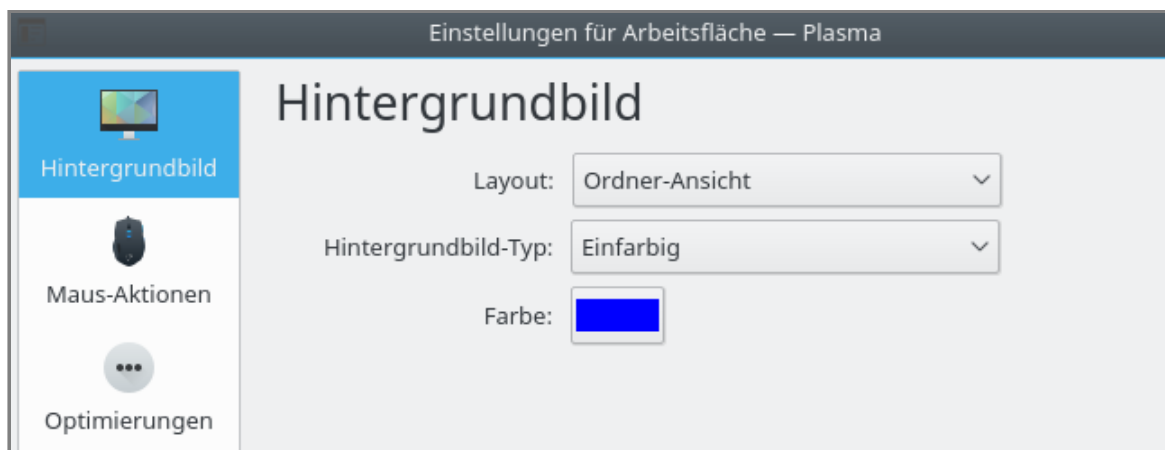 Einstellungen für Arbeitsfläche — Plasma
Hintergrundbild
Maus-Aktionen
Optimierungen
Hintergrundbild
Layout: Ordner-Ansicht
Hintergrundbild-Typ: Einfarbig
Farbe: